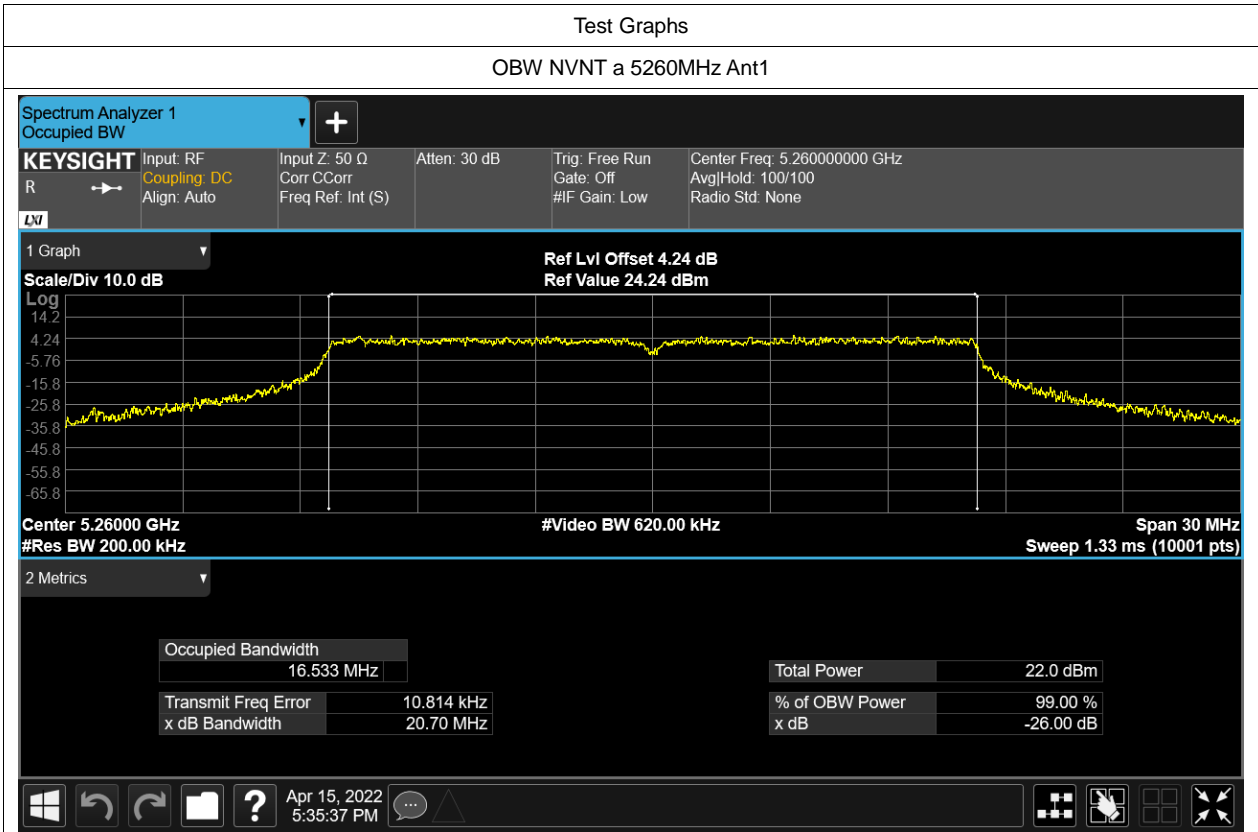 Test Graphs
OBW NVNT a 5260MHz Ant1
Spectrum Analyzer 1
Occupied BW
KEYSIGHT
R
LXI
Input: RF
Coupling: DC
Align: Auto
Input Z: 50 Ω
Corr CCorr
Freq Ref: Int (S)
Atten: 30 dB
Trig: Free Run
Gate: Off
#IF Gain: Low
Center Freq: 5.260000000 GHz
Avg|Hold: 100/100
Radio Std: None
1 Graph
Scale/Div 10.0 dB
Ref Lvl Offset 4.24 dB
Ref Value 24.24 dBm
Log
14.2
4.24
-5.76
-15.8
-25.8
-35.8
-45.8
-55.8
-65.8
Center 5.26000 GHz
#Video BW 620.00 kHz
Span 30 MHz
#Res BW 200.00 kHz
Sweep 1.33 ms (10001 pts)
2 Metrics
Occupied Bandwidth
16.533 MHz
Transmit Freq Error 10.814 kHz
x dB Bandwidth 20.70 MHz
Total Power 22.0 dBm
% of OBW Power 99.00 %
x dB -26.00 dB
?
Apr 15, 2022
5:35:37 PM